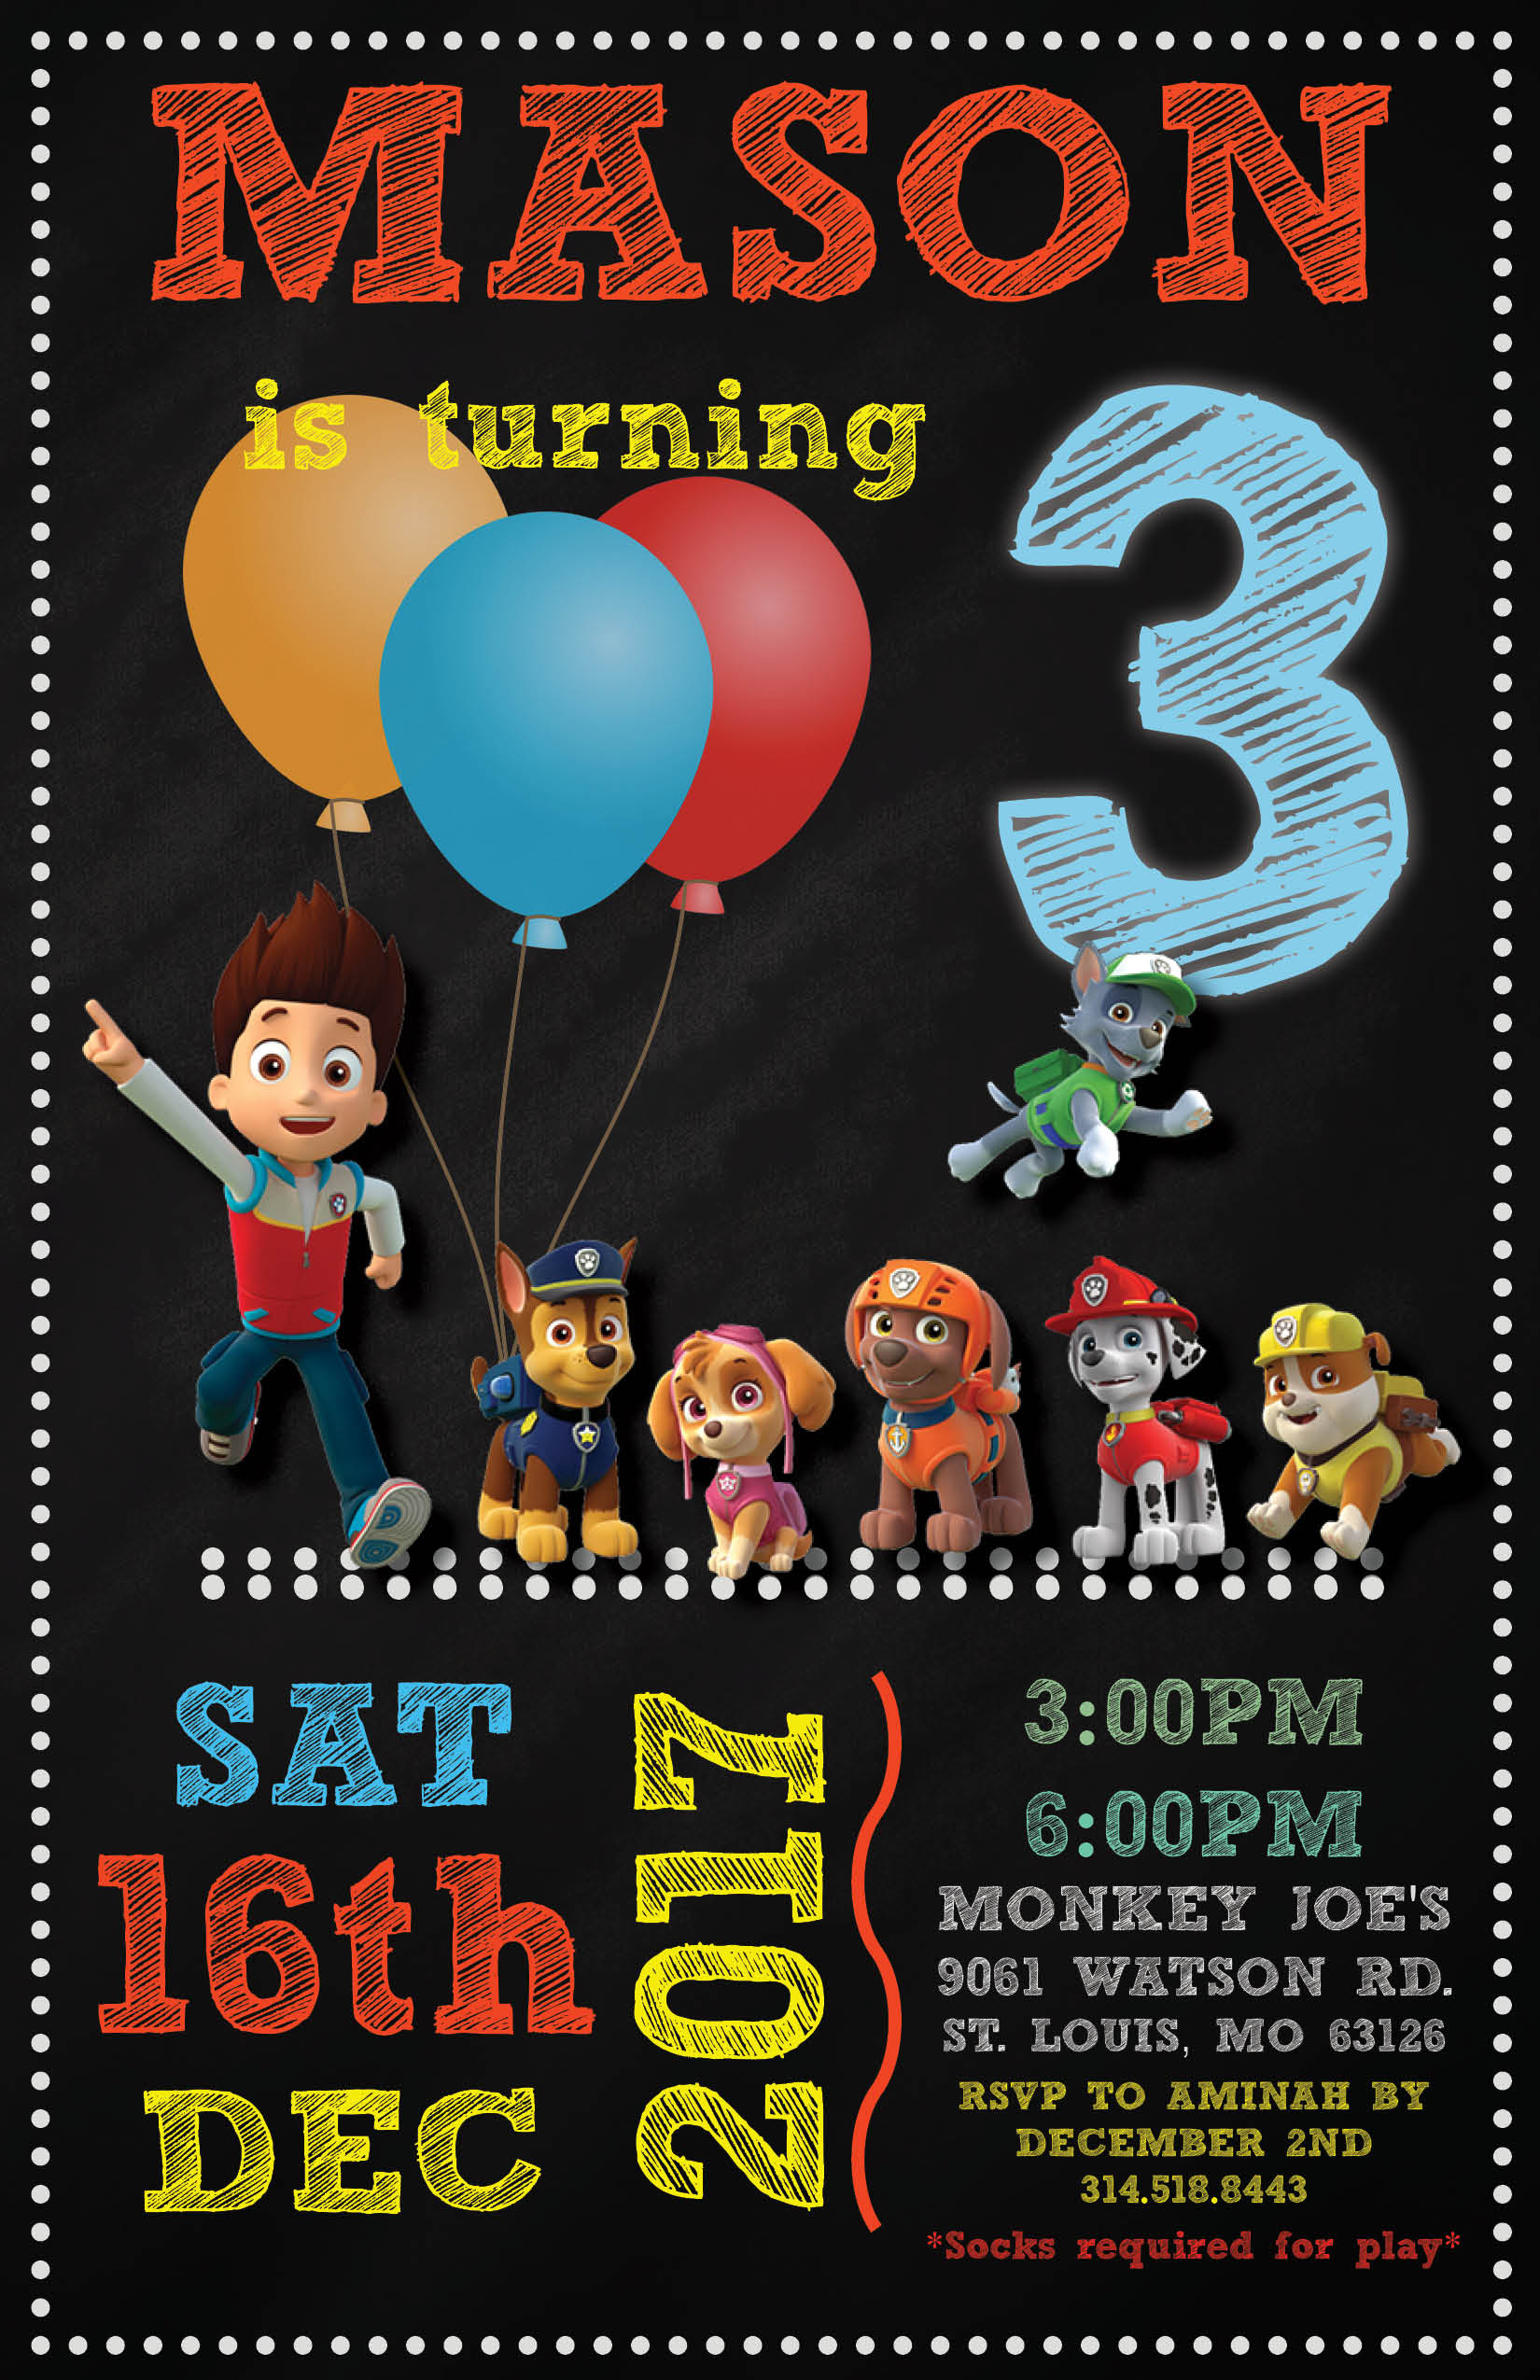 MASON
is turning
3
SAT
16th
DEC
2017
3:00PM
6:00PM
MONKEY JOE'S
9061 WATSON RD.
ST. LOUIS, MO 63126
RSVP TO AMINAH BY
DECEMBER 2ND
314.518.8443
*Socks required for play*